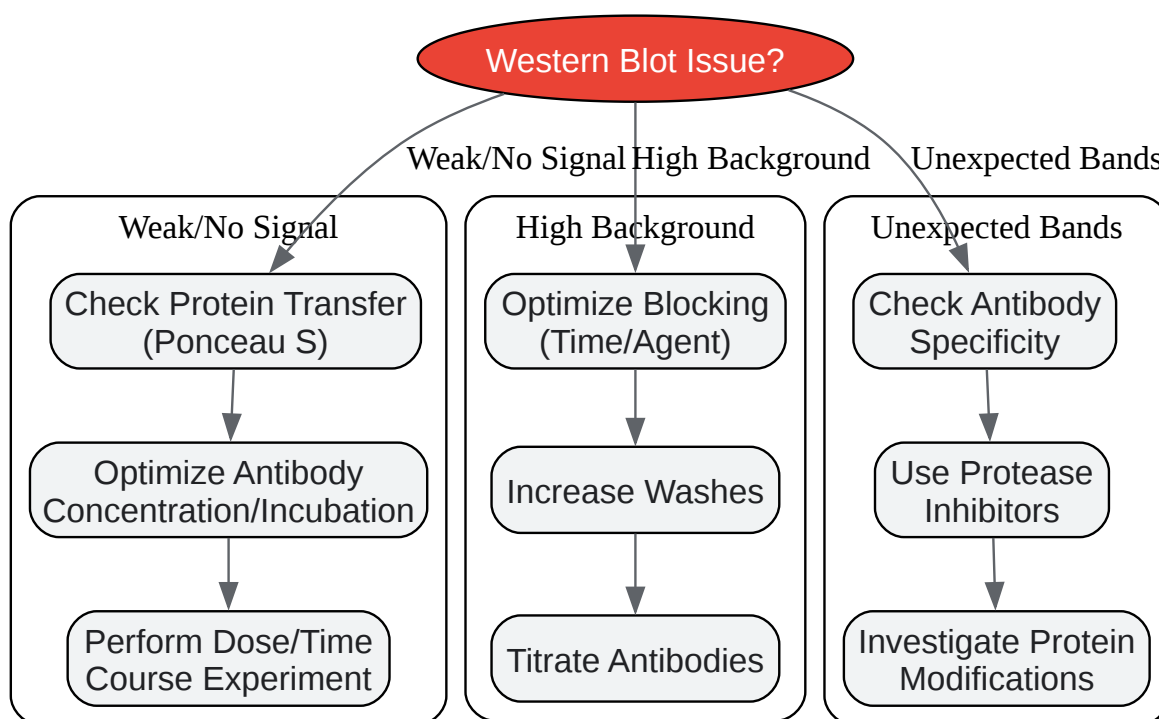 Western Blot Issue?
Weak/No Signal
High Background
Unexpected Bands
Weak/No Signal
Check Protein Transfer
(Ponceau S)
Optimize Antibody
Concentration/Incubation
Perform Dose/Time
Course Experiment
High Background
Optimize Blocking
(Time/Agent)
Increase Washes
Titrate Antibodies
Unexpected Bands
Check Antibody
Specificity
Use Protease
Inhibitors
Investigate Protein
Modifications